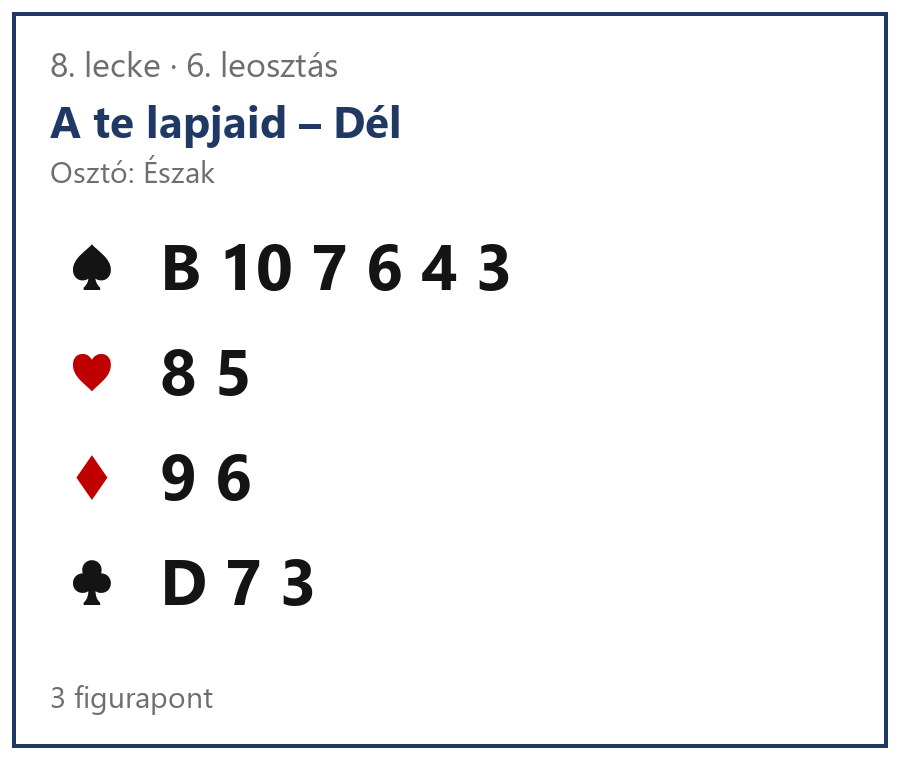 8. lecke · 6. leosztás
A te lapjaid – Dél
Osztó: Észak
♠ B 10 7 6 4 3
♥ 8 5
♦ 9 6
♣ D 7 3
3 figurapont